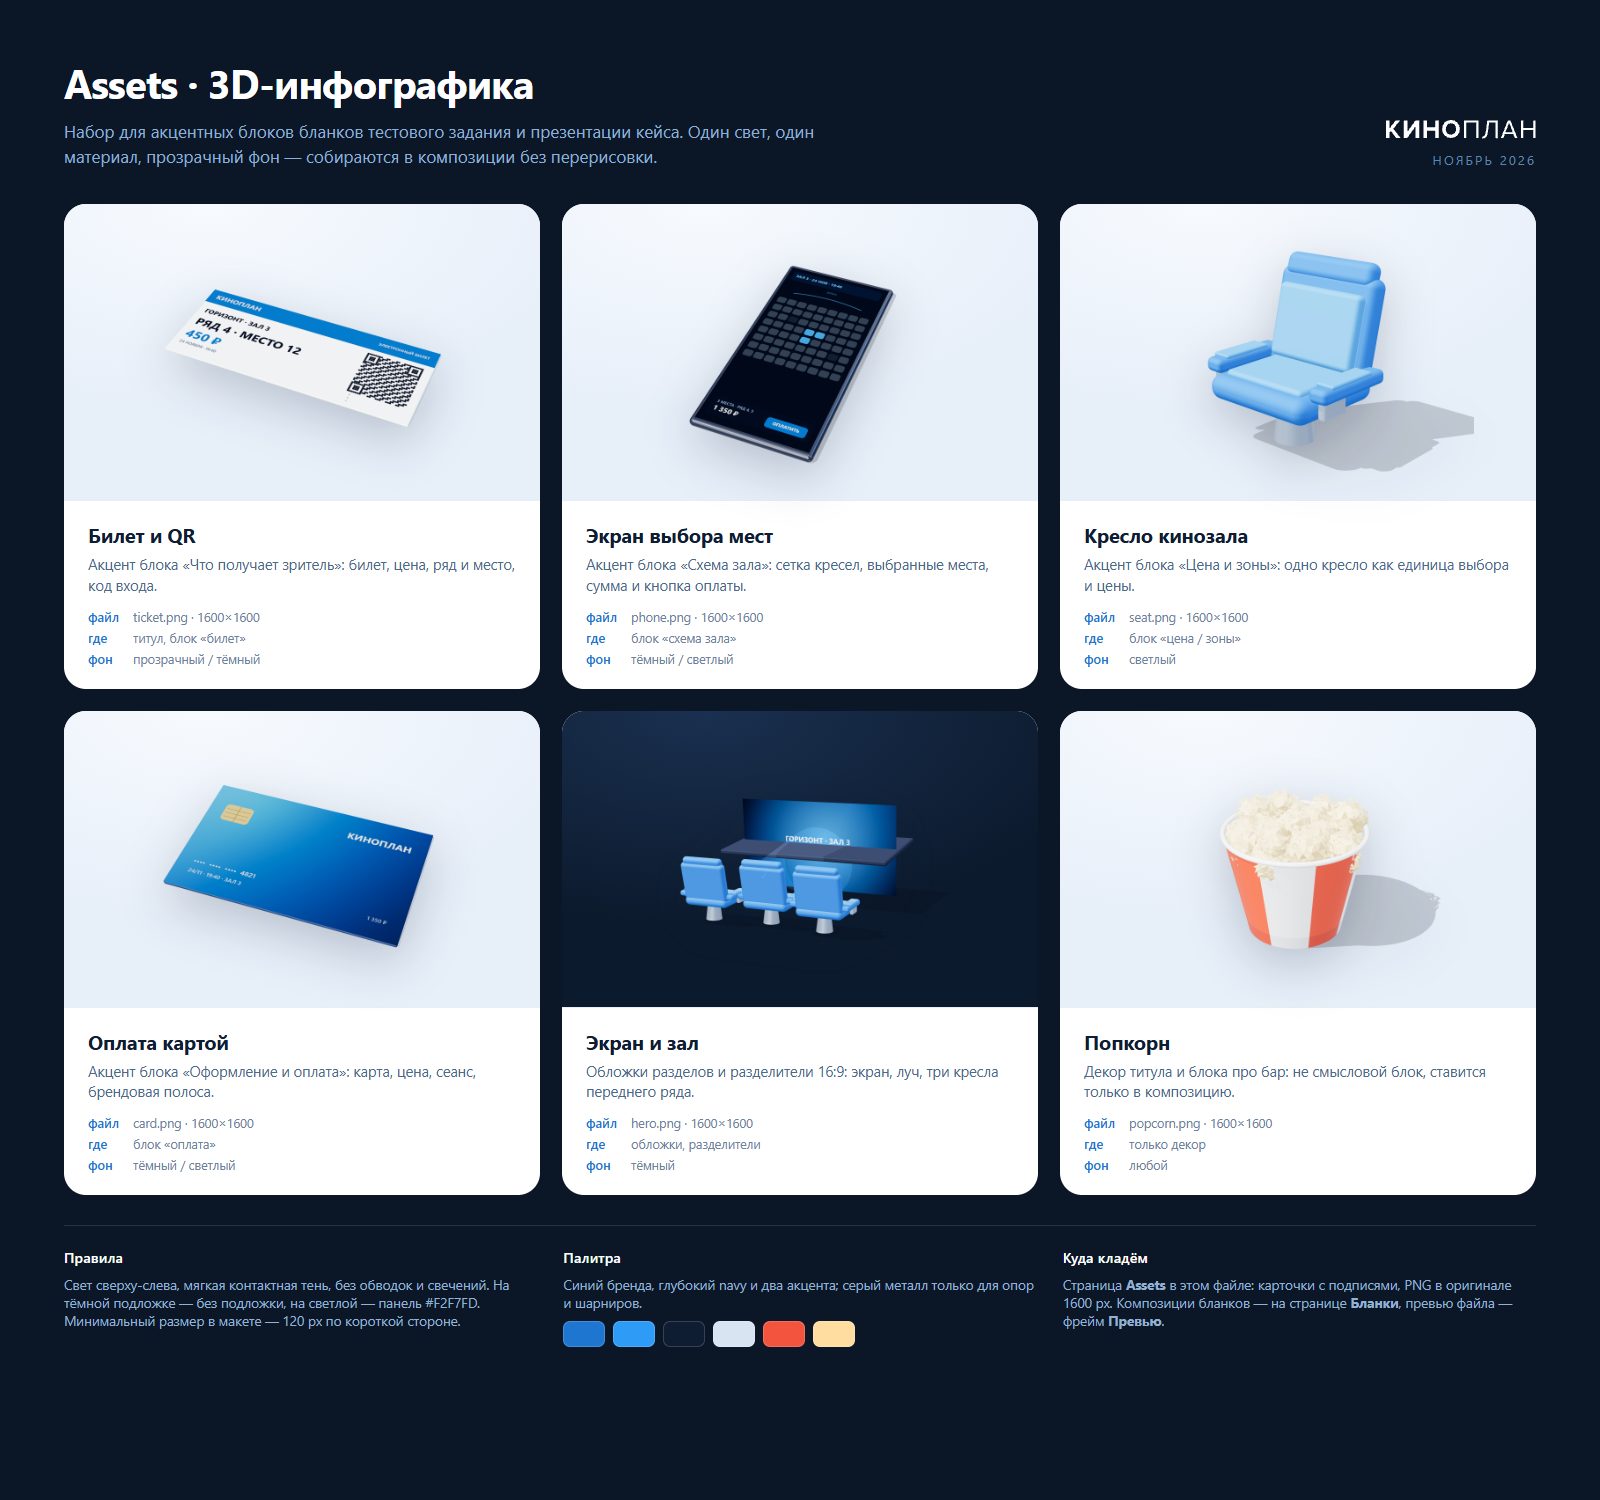 Assets · 3D-инфографика
Набор для акцентных блоков бланков тестового задания и презентации кейса. Один свет, один
материал, прозрачный фон — собираются в композиции без перерисовки.
КИНОПЛАН
НОЯБРЬ 2026
КИНОПЛАН
ЭЛЕКТРОННЫЙ БИЛЕТ
ГОРИЗОНТ · ЗАЛ 3
РЯД 4 · МЕСТО 12
450 ₽
1 350 ₽
ОПЛАТИТЬ
Билет и QR
Акцент блока «Что получает зритель»: билет, цена, ряд и место,
код входа.
файл ticket.png · 1600×1600
где титул, блок «билет»
фон прозрачный / тёмный
Экран выбора мест
Акцент блока «Схема зала»: сетка кресел, выбранные места,
сумма и кнопка оплаты.
файл phone.png · 1600×1600
где блок «схема зала»
фон тёмный / светлый
Кресло кинозала
Акцент блока «Цена и зоны»: одно кресло как единица выбора
и цены.
файл seat.png · 1600×1600
где блок «цена / зоны»
фон светлый
КИНОПЛАН
•••• •••• •••• 4821
1 350 ₽
ГОРИЗОНТ · ЗАЛ 3
Оплата картой
Акцент блока «Оформление и оплата»: карта, цена, сеанс,
брендовая полоса.
файл card.png · 1600×1600
где блок «оплата»
фон тёмный / светлый
Экран и зал
Обложки разделов и разделители 16:9: экран, луч, три кресла
переднего ряда.
файл hero.png · 1600×1600
где обложки, разделители
фон тёмный
Попкорн
Декор титула и блока про бар: не смысловой блок, ставится
только в композицию.
файл popcorn.png · 1600×1600
где только декор
фон любой
Правила
Свет сверху-слева, мягкая контактная тень, без обводок и свечений. На
тёмной подложке — без подложки, на светлой — панель #F2F7FD.
Минимальный размер в макете — 120 px по короткой стороне.
Палитра
Синий бренда, глубокий navy и два акцента; серый металл только для опор
и шарниров.
Куда кладём
Страница Assets в этом файле: карточки с подписями, PNG в оригинале
1600 px. Композиции бланков — на странице Бланки, превью файла —
фрейм Превью.